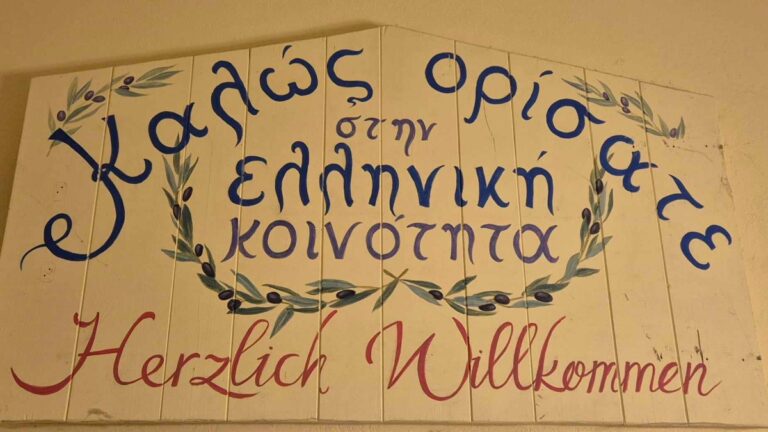 Καλώς ορίσατε
στην
ελληνική
κοινότητα
Herzlich Willkommen